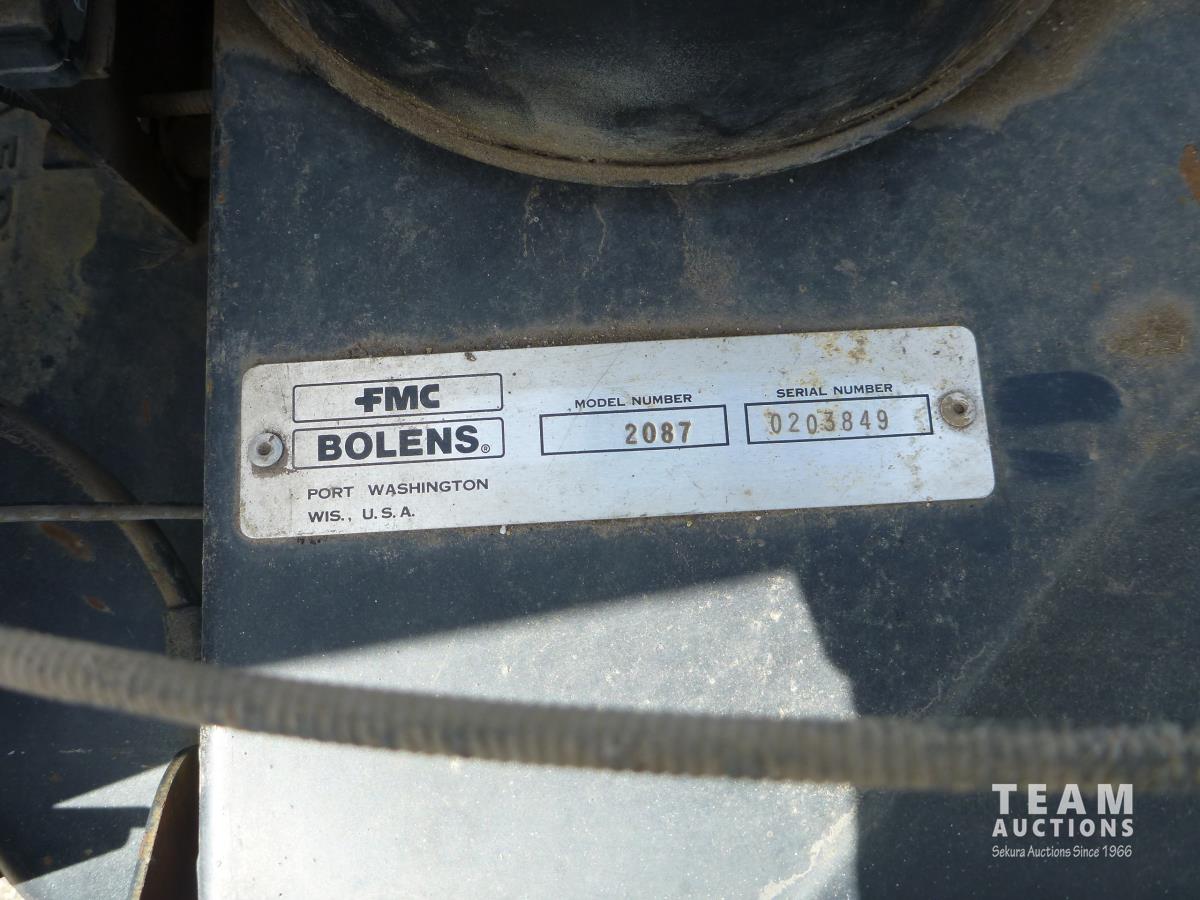 FMC
BOLENS®
PORT WASHINGTON
WIS., U.S.A.
MODEL NUMBER
2087
SERIAL NUMBER
0203849
TEAM
AUCTIONS
Sekura Auctions Since 1966